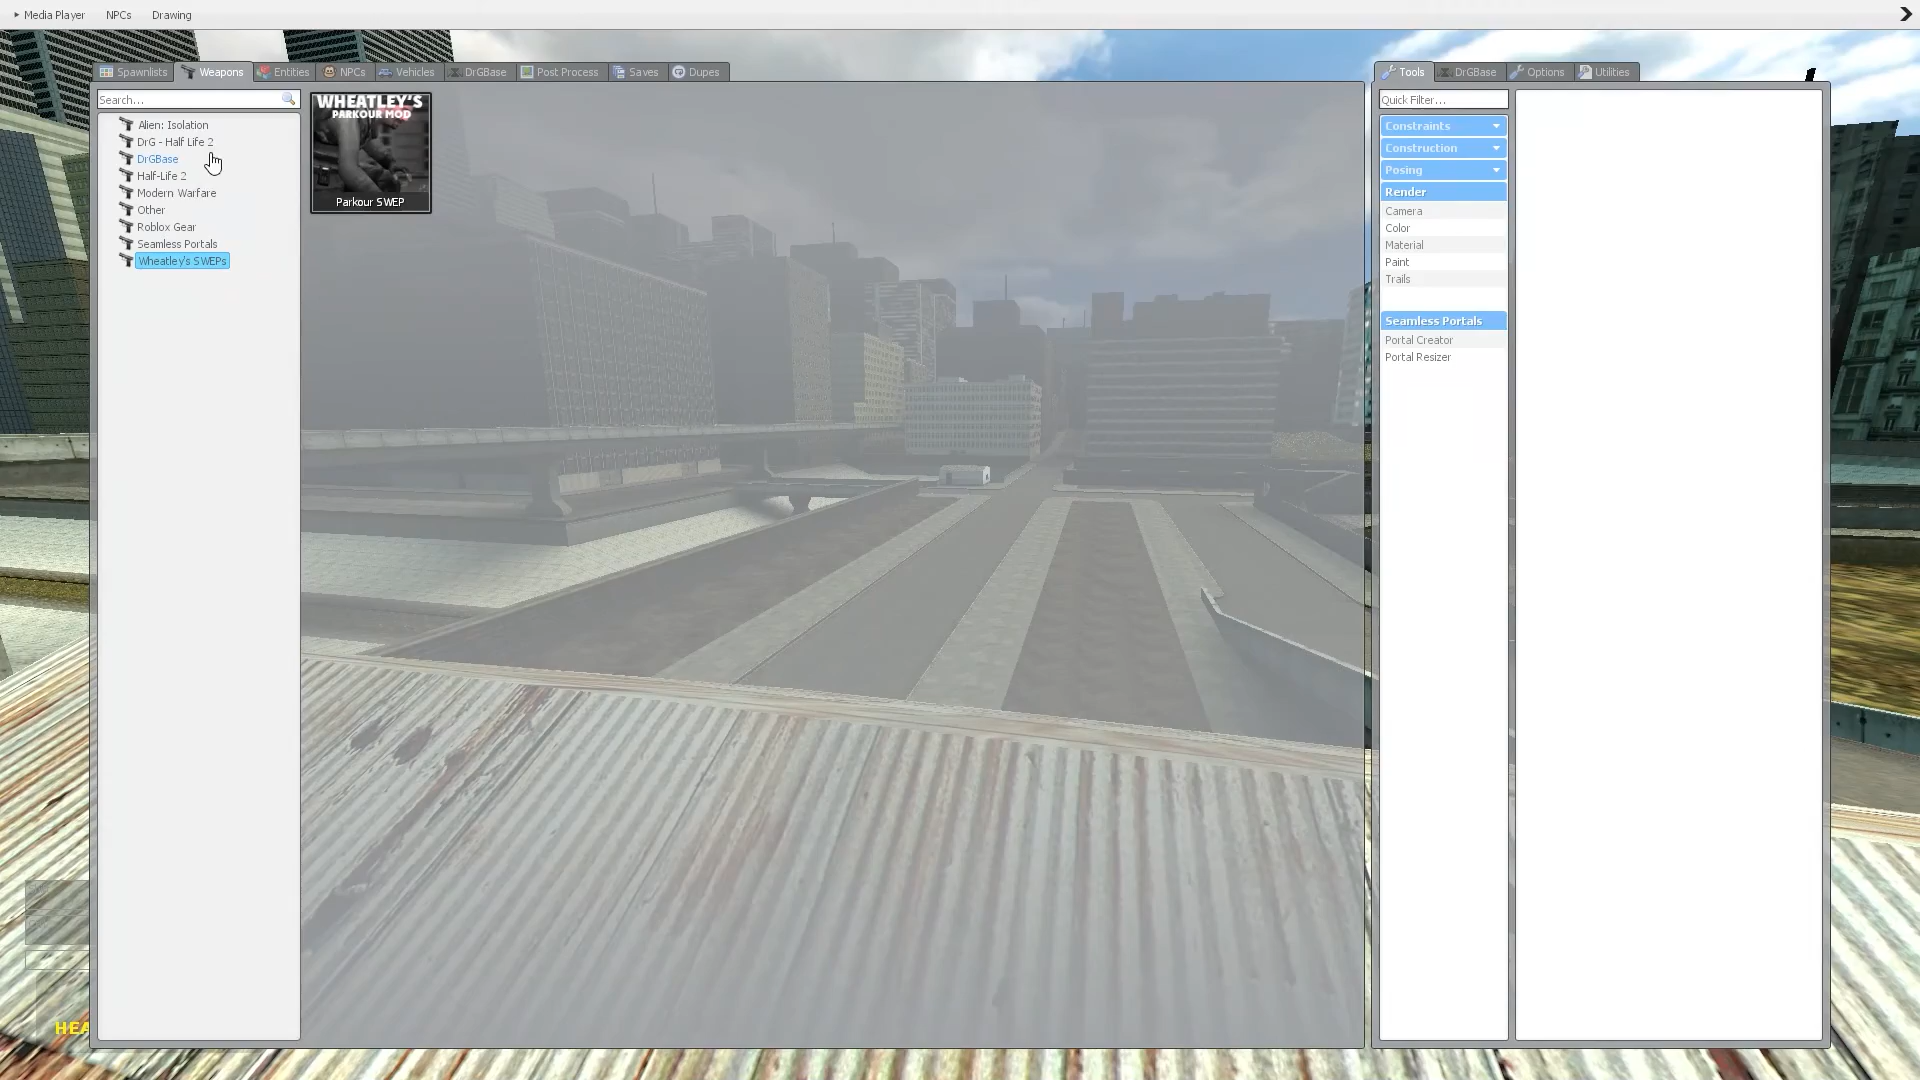 Media Player NPCs Drawing
Spawnlists Weapons Entities NPCs Vehicles DrGBase Post Process Saves Dupes
Search...
Alien: Isolation
DrG - Half Life 2
DrGBase
Half-Life 2
Modern Warfare
Other
Roblox Gear
Seamless Portals
Wheatley's SWEPs
WHEATLEY'S
PARKOUR MOD
Parkour SWEP
Tools DrGBase Options Utilities
Quick Filter...
Constraints
Construction
Posing
Render
Camera
Color
Material
Paint
Trails
Seamless Portals
Portal Creator
Portal Resizer
HEA